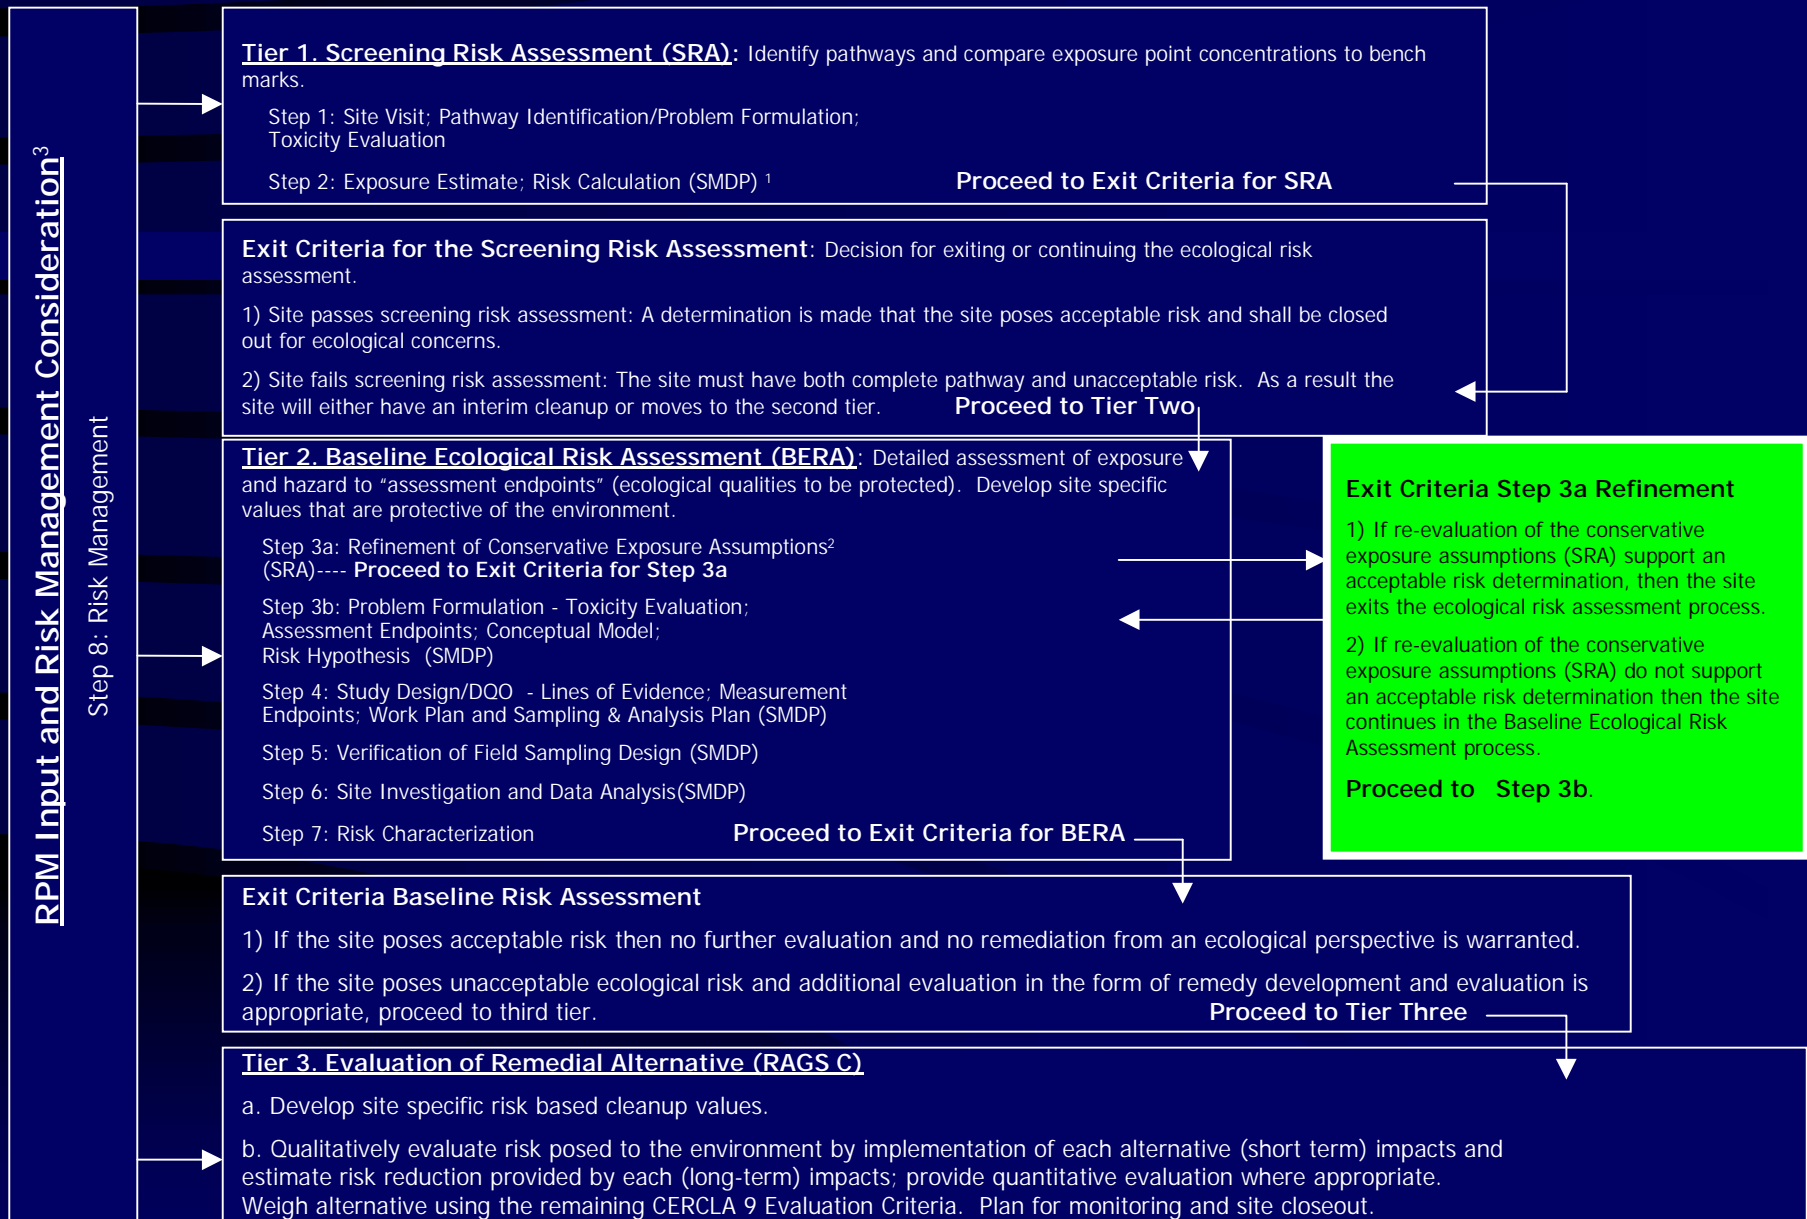 RPM Input and Risk Management Consideration3
Step 8: Risk Management
Tier 1. Screening Risk Assessment (SRA): Identify pathways and compare exposure point concentrations to bench
marks.
Step 1: Site Visit; Pathway Identification/Problem Formulation;
Toxicity Evaluation
Step 2: Exposure Estimate; Risk Calculation (SMDP) 1 Proceed to Exit Criteria for SRA
Exit Criteria for the Screening Risk Assessment: Decision for exiting or continuing the ecological risk
assessment.
1) Site passes screening risk assessment: A determination is made that the site poses acceptable risk and shall be closed
out for ecological concerns.
2) Site fails screening risk assessment: The site must have both complete pathway and unacceptable risk. As a result the
site will either have an interim cleanup or moves to the second tier. Proceed to Tier Two
Tier 2. Baseline Ecological Risk Assessment (BERA): Detailed assessment of exposure
and hazard to “assessment endpoints” (ecological qualities to be protected). Develop site specific
values that are protective of the environment.
Step 3a: Refinement of Conservative Exposure Assumptions2
(SRA)---- Proceed to Exit Criteria for Step 3a
Step 3b: Problem Formulation - Toxicity Evaluation;
Assessment Endpoints; Conceptual Model;
Risk Hypothesis (SMDP)
Step 4: Study Design/DQO - Lines of Evidence; Measurement
Endpoints; Work Plan and Sampling & Analysis Plan (SMDP)
Step 5: Verification of Field Sampling Design (SMDP)
Step 6: Site Investigation and Data Analysis(SMDP)
Step 7: Risk Characterization Proceed to Exit Criteria for BERA
Exit Criteria Step 3a Refinement
1) If re-evaluation of the conservative
exposure assumptions (SRA) support an
acceptable risk determination, then the site
exits the ecological risk assessment process.
2) If re-evaluation of the conservative
exposure assumptions (SRA) do not support
an acceptable risk determination then the site
continues in the Baseline Ecological Risk
Assessment process.
Proceed to Step 3b.
Exit Criteria Baseline Risk Assessment
1) If the site poses acceptable risk then no further evaluation and no remediation from an ecological perspective is warranted.
2) If the site poses unacceptable ecological risk and additional evaluation in the form of remedy development and evaluation is
appropriate, proceed to third tier. Proceed to Tier Three
Tier 3. Evaluation of Remedial Alternative (RAGS C)
a. Develop site specific risk based cleanup values.
b. Qualitatively evaluate risk posed to the environment by implementation of each alternative (short term) impacts and
estimate risk reduction provided by each (long-term) impacts; provide quantitative evaluation where appropriate.
Weigh alternative using the remaining CERCLA 9 Evaluation Criteria. Plan for monitoring and site closeout.